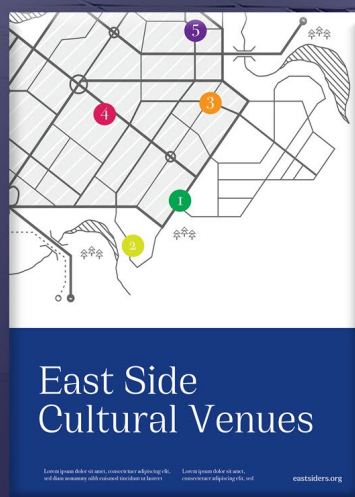 5
3
4
1
2
East Side
Cultural Venues
Lorem ipsum dolor sit amet, consectetuer adipiscing elit,
sed diam nonummy nibh euismod tincidunt ut laoreet
Lorem ipsum dolor sit amet,
consectetuer adipiscing elit, sed
eastsiders.org